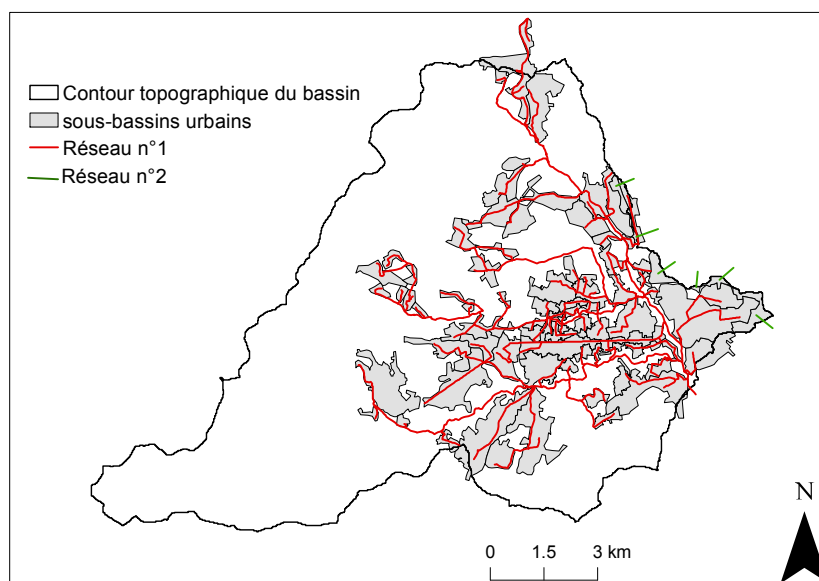 Contour topographique du bassin
sous-bassins urbains
Réseau n°1
Réseau n°2
N
0 1.5 3 km